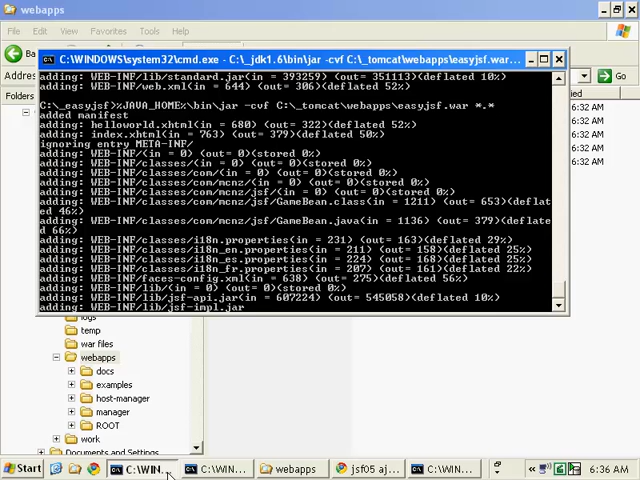 webapps
File Edit View Favorites Tools Help
Back
Address
Go
Folders
C:\WINDOWS\system32\cmd.exe - C:\_jdk1.6\bin\jar -cvf C:\_tomcat\webapps\easyjsf.war...
adding: WEB-INF/lib/standard.jar(in = 393259) (out= 351113)(deflated 10%)
adding: WEB-INF/web.xml(in = 644) (out= 306)(deflated 52%)
C:\_easyjsf>%JAVA_HOME%\bin\jar -cvf C:\_tomcat\webapps\easyjsf.war *.*
added manifest
adding: helloworld.xhtml(in = 680) (out= 322)(deflated 52%)
adding: index.xhtml(in = 763) (out= 379)(deflated 50%)
ignoring entry META-INF/
adding: WEB-INF/(in = 0) (out= 0)(stored 0%)
adding: WEB-INF/classes/(in = 0) (out= 0)(stored 0%)
adding: WEB-INF/classes/com/(in = 0) (out= 0)(stored 0%)
adding: WEB-INF/classes/com/mcnz/(in = 0) (out= 0)(stored 0%)
adding: WEB-INF/classes/com/mcnz/jsf/(in = 0) (out= 0)(stored 0%)
adding: WEB-INF/classes/com/mcnz/jsf/GameBean.class(in = 1211) (out= 653)(deflat
ed 46%)
adding: WEB-INF/classes/com/mcnz/jsf/GameBean.java(in = 1136) (out= 379)(deflate
d 66%)
adding: WEB-INF/classes/i18n.properties(in = 231) (out= 163)(deflated 29%)
adding: WEB-INF/classes/i18n_en.properties(in = 211) (out= 158)(deflated 25%)
adding: WEB-INF/classes/i18n_es.properties(in = 224) (out= 168)(deflated 25%)
adding: WEB-INF/classes/i18n_fr.properties(in = 207) (out= 161)(deflated 22%)
adding: WEB-INF/faces-config.xml(in = 638) (out= 275)(deflated 56%)
adding: WEB-INF/lib/(in = 0) (out= 0)(stored 0%)
adding: WEB-INF/lib/jsf-api.jar(in = 607224) (out= 545058)(deflated 10%)
adding: WEB-INF/lib/jsf-impl.jar
ied
6:32 AM
6:32 AM
6:32 AM
6:32 AM
6:32 AM
logs
temp
war files
webapps
docs
examples
host-manager
manager
ROOT
work
Documents and Settings
Start
C:\WIN...
C:\WIN...
webapps
jsf05 aj...
C:\WIN...
6:36 AM